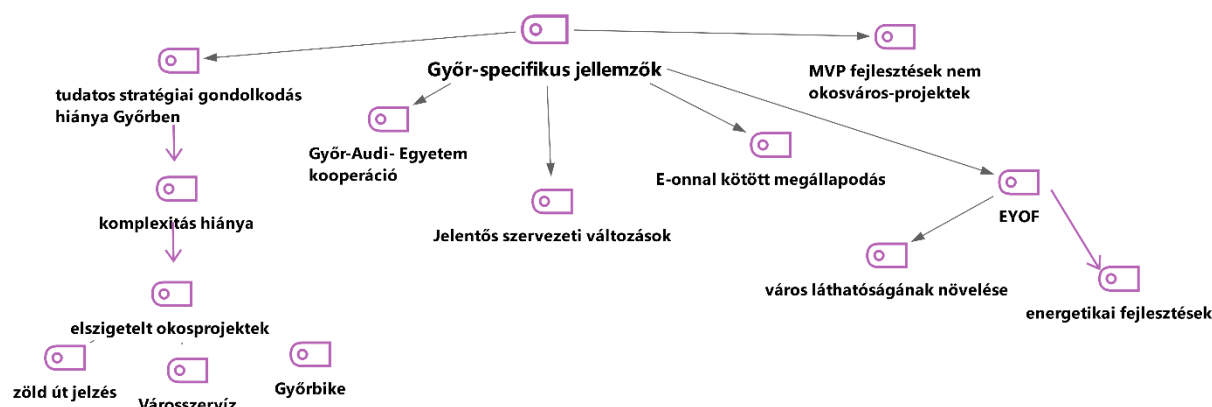 Győr-specifikus jellemzők
MVP fejlesztések nem
okosváros-projektek
tudatos stratégiai gondolkodás
hiánya Győrben
Győr-Audi- Egyetem
kooperáció
E-onnal kötött megállapodás
EYOF
komplexitás hiánya
Jelentős szervezeti változások
város láthatóságának növelése
energetikai fejlesztések
elszigetelt okosprojektek
zöld út jelzés
Városszervíz
Győrbike